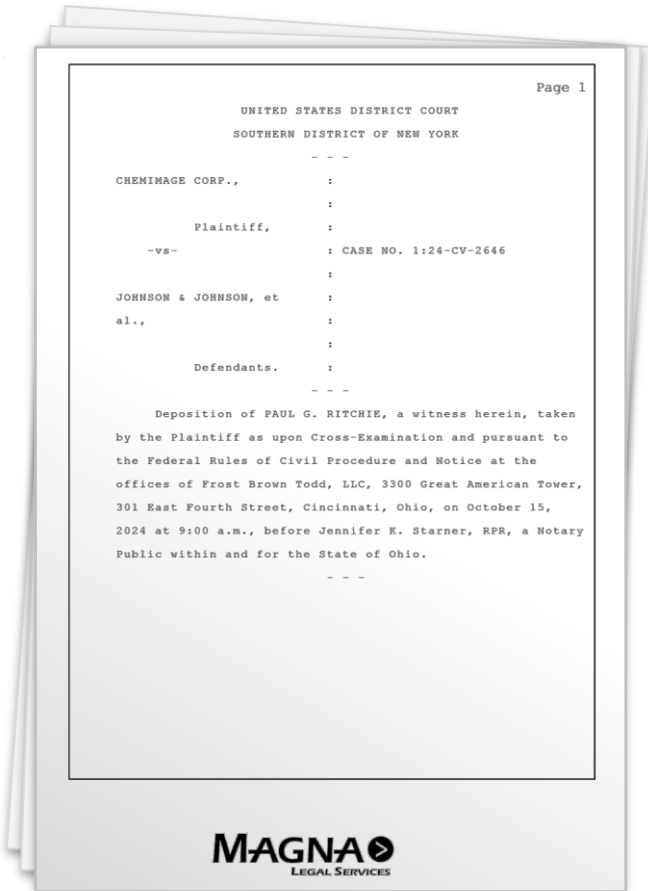 Page 1
UNITED STATES DISTRICT COURT
SOUTHERN DISTRICT OF NEW YORK
- - -
CHEMIMAGE CORP., :
:
Plaintiff, :
-vs- : CASE NO. 1:24-CV-2646
:
JOHNSON & JOHNSON, et :
al., :
:
Defendants. :
- - -
Deposition of PAUL G. RITCHIE, a witness herein, taken
by the Plaintiff as upon Cross-Examination and pursuant to
the Federal Rules of Civil Procedure and Notice at the
offices of Frost Brown Todd, LLC, 3300 Great American Tower,
301 East Fourth Street, Cincinnati, Ohio, on October 15,
2024 at 9:00 a.m., before Jennifer K. Starner, RPR, a Notary
Public within and for the State of Ohio.
- - -
MAGNA
LEGAL SERVICES